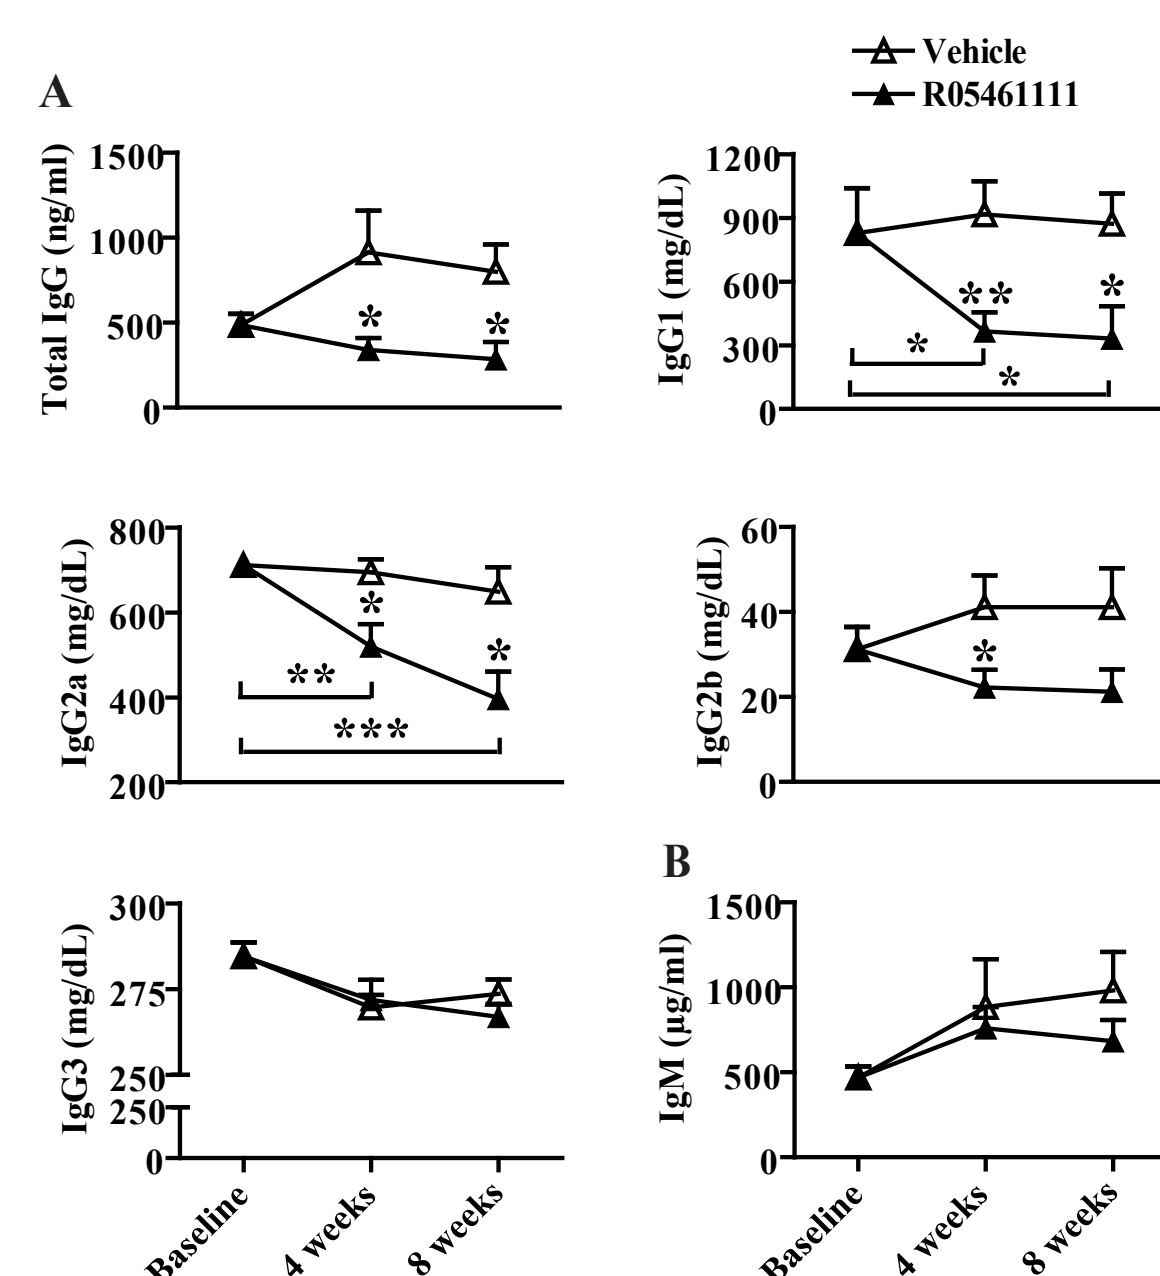 Vehicle
R05461111
A
Total IgG (ng/ml)
1500
1000
500
0
*
*
IgG1 (mg/dL)
1200
900
600
300
0
**
*
*
*
IgG2a (mg/dL)
800
600
400
200
*
*
**
***
IgG2b (mg/dL)
60
40
20
0
*
IgG3 (mg/dL)
300
275
250
250
0
Baseline
4 weeks
8 weeks
B
IgM (µg/ml)
1500
1000
500
0
Baseline
4 weeks
8 weeks